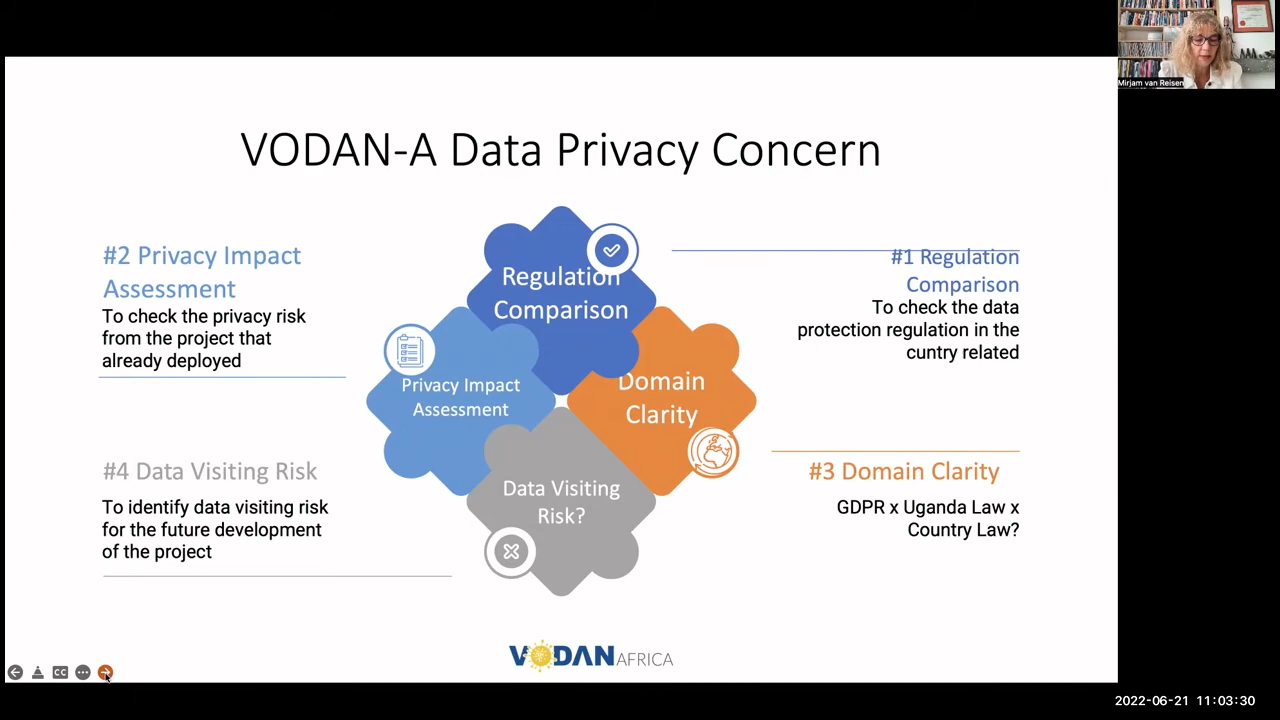 Mirjam van Reisen
VODAN-A Data Privacy Concern
#2 Privacy Impact
Assessment
To check the privacy risk
from the project that
already deployed
#1 Regulation
Comparison
To check the data
protection regulation in the
cuntry related
Regulation
Comparison
Privacy Impact
Assessment
Domain
Clarity
Data Visiting
Risk?
#4 Data Visiting Risk
To identify data visiting risk
for the future development
of the project
#3 Domain Clarity
GDPR x Uganda Law x
Country Law?
VODAN AFRICA
CC
2022-06-21 11:03:30